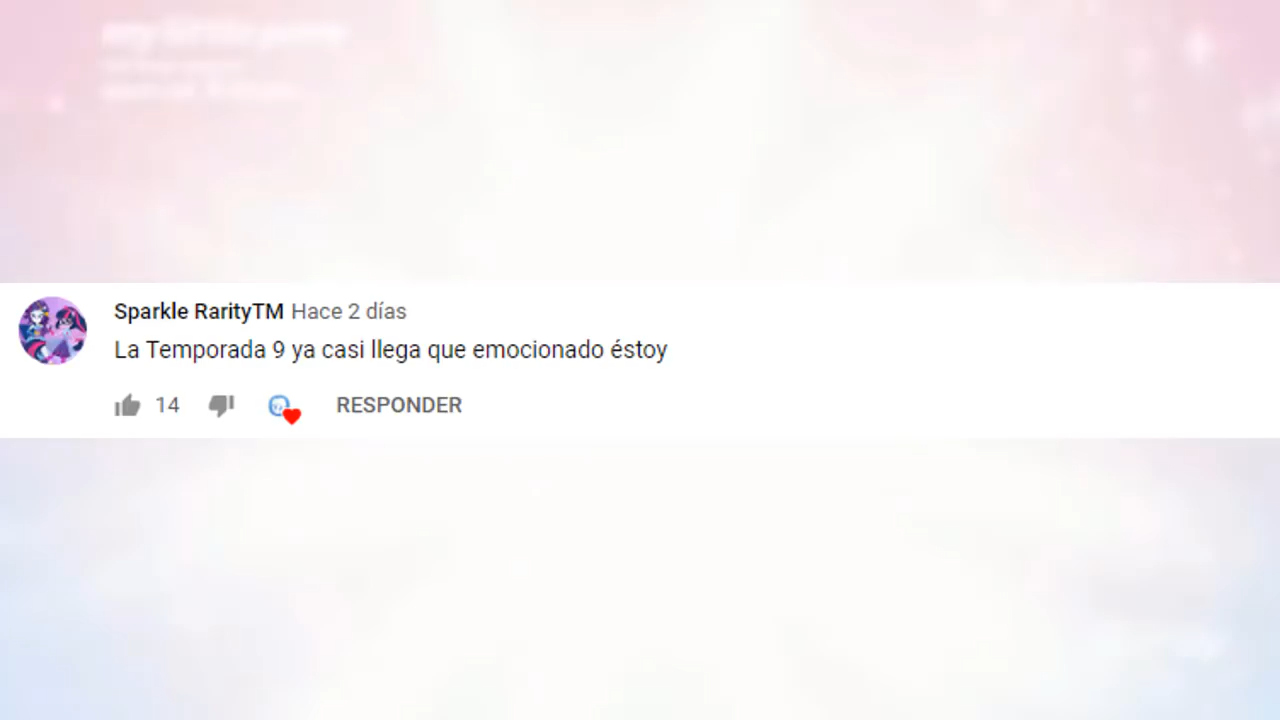 Sparkle RarityTM Hace 2 días
La Temporada 9 ya casi llega que emocionado éstoy
14 RESPONDER